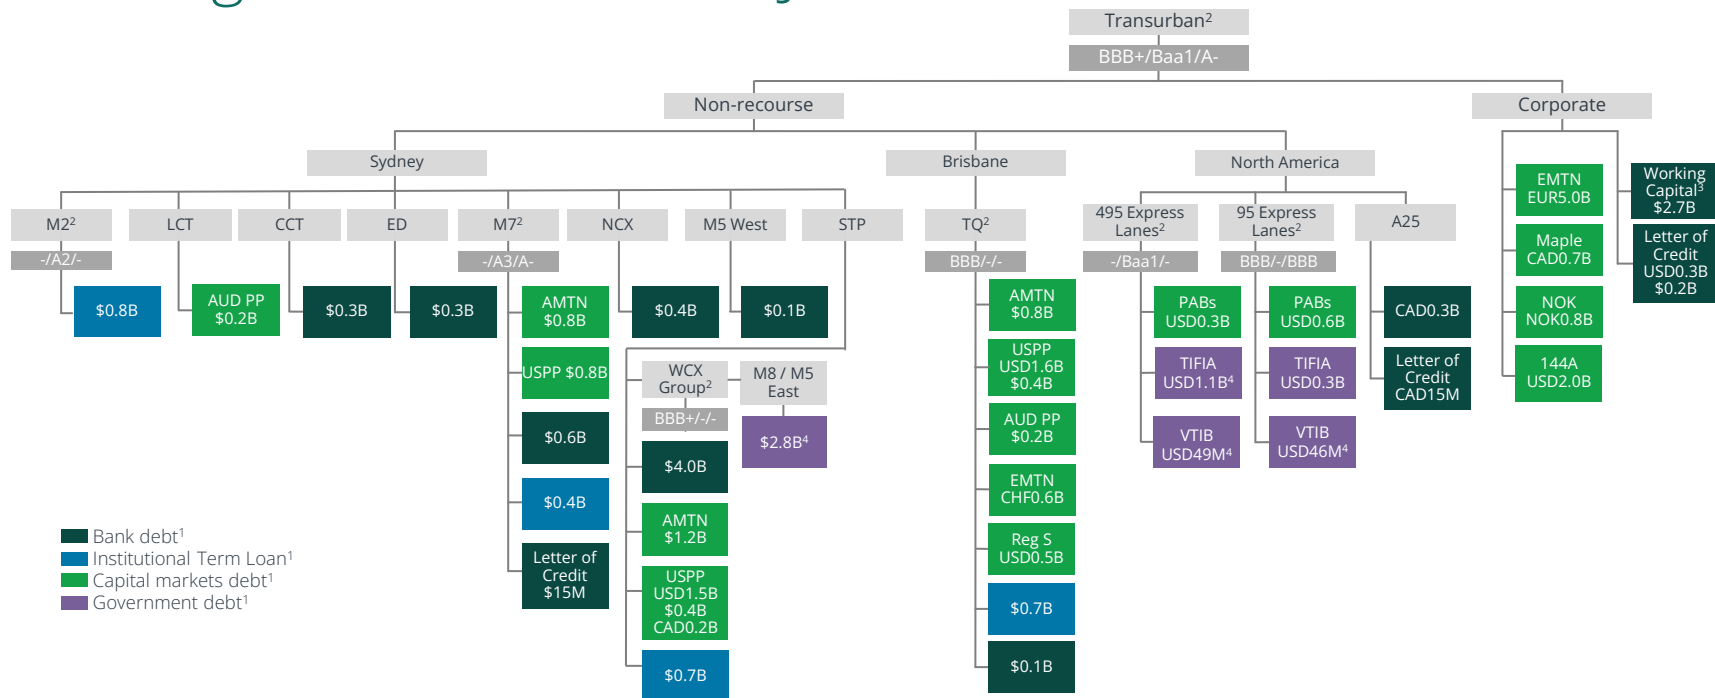 Transurban²
BBB+/Baa1/A-
Non-recourse
Corporate
Sydney
Brisbane
North America
M2²
-/A2/-
$0.8B
LCT
AUD PP
$0.2B
CCT
$0.3B
ED
$0.3B
M7²
-/A3/A-
AMTN
$0.8B
USPP $0.8B
$0.6B
$0.4B
Letter of
Credit
$15M
NCX
$0.4B
M5 West
$0.1B
STP
WCX
Group²
BBB+/-/-
$4.0B
AMTN
$1.2B
USPP
USD1.5B
$0.4B
CAD0.2B
$0.7B
M8 / M5
East
$2.8B⁴
TQ²
BBB/-/-
AMTN
$0.8B
USPP
USD1.6B
$0.4B
AUD PP
$0.2B
EMTN
CHF0.6B
Reg S
USD0.5B
$0.7B
$0.1B
495 Express
Lanes²
-/Baa1/-
PABs
USD0.3B
TIFIA
USD1.1B⁴
VTIB
USD49M⁴
95 Express
Lanes²
BBB/-/BBB
PABs
USD0.6B
TIFIA
USD0.3B
VTIB
USD46M⁴
A25
CAD0.3B
Letter of
Credit
CAD15M
EMTN
EUR5.0B
Maple
CAD0.7B
NOK
NOK0.8B
144A
USD2.0B
Working
Capital³
$2.7B
Letter of
Credit
USD0.3B
$0.2B
Bank debt¹
Institutional Term Loan¹
Capital markets debt¹
Government debt¹